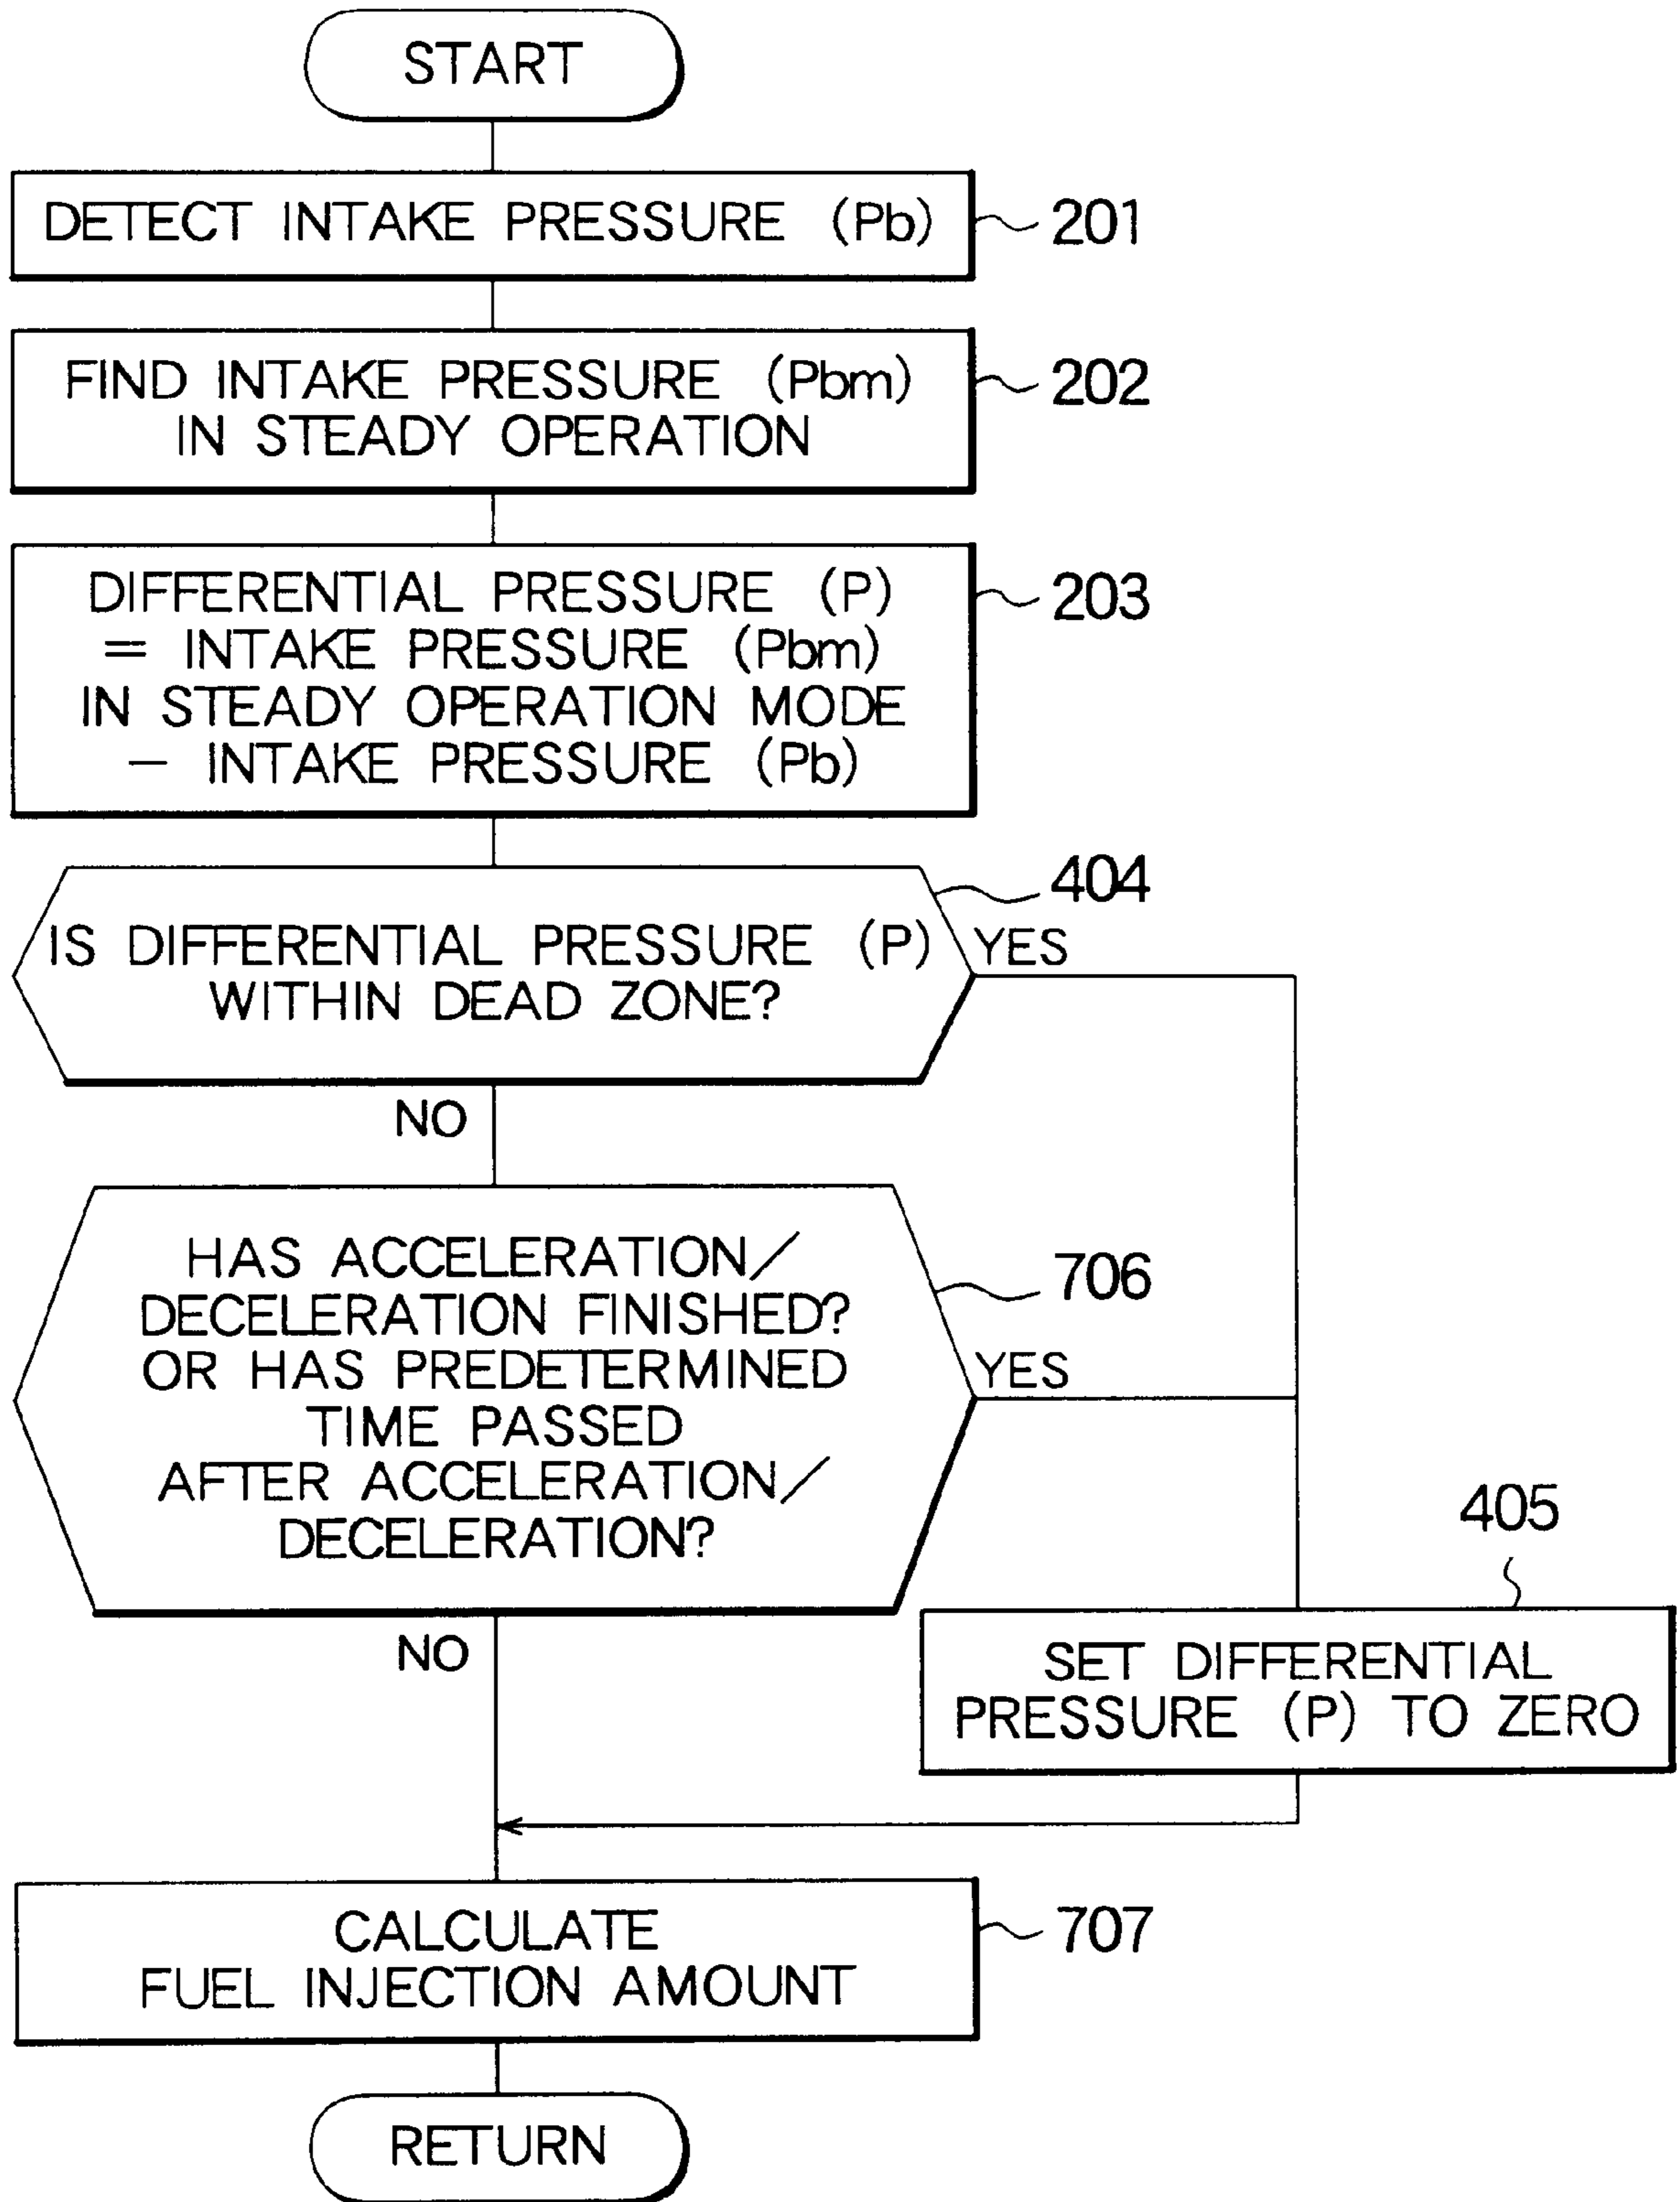 START
DETECT INTAKE PRESSURE (Pb)
201
FIND INTAKE PRESSURE (Pbm)
IN STEADY OPERATION
202
DIFFERENTIAL PRESSURE (P)
= INTAKE PRESSURE (Pbm)
IN STEADY OPERATION MODE
– INTAKE PRESSURE (Pb)
203
404
IS DIFFERENTIAL PRESSURE (P)
WITHIN DEAD ZONE?
YES
NO
HAS ACCELERATION/
DECELERATION FINISHED?
OR HAS PREDETERMINED
TIME PASSED
AFTER ACCELERATION/
DECELERATION?
706
YES
NO
405
SET DIFFERENTIAL
PRESSURE (P) TO ZERO
CALCULATE
FUEL INJECTION AMOUNT
707
RETURN